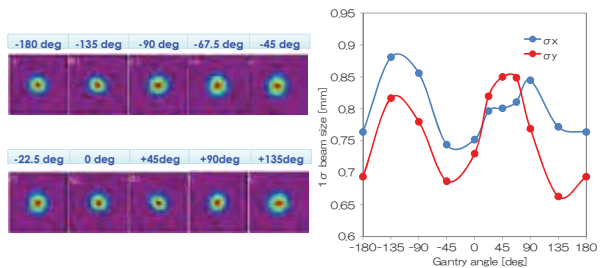 -180 deg -135 deg -90 deg -67.5 deg -45 deg
-22.5 deg 0 deg +45deg +90deg +135deg
0.95
0.9
0.85
0.8
0.75
0.7
0.65
0.6
1σ beam size [mm]
σx
σy
-180 -135 -90 -45 0 45 90 135 180
Gantry angle [deg]